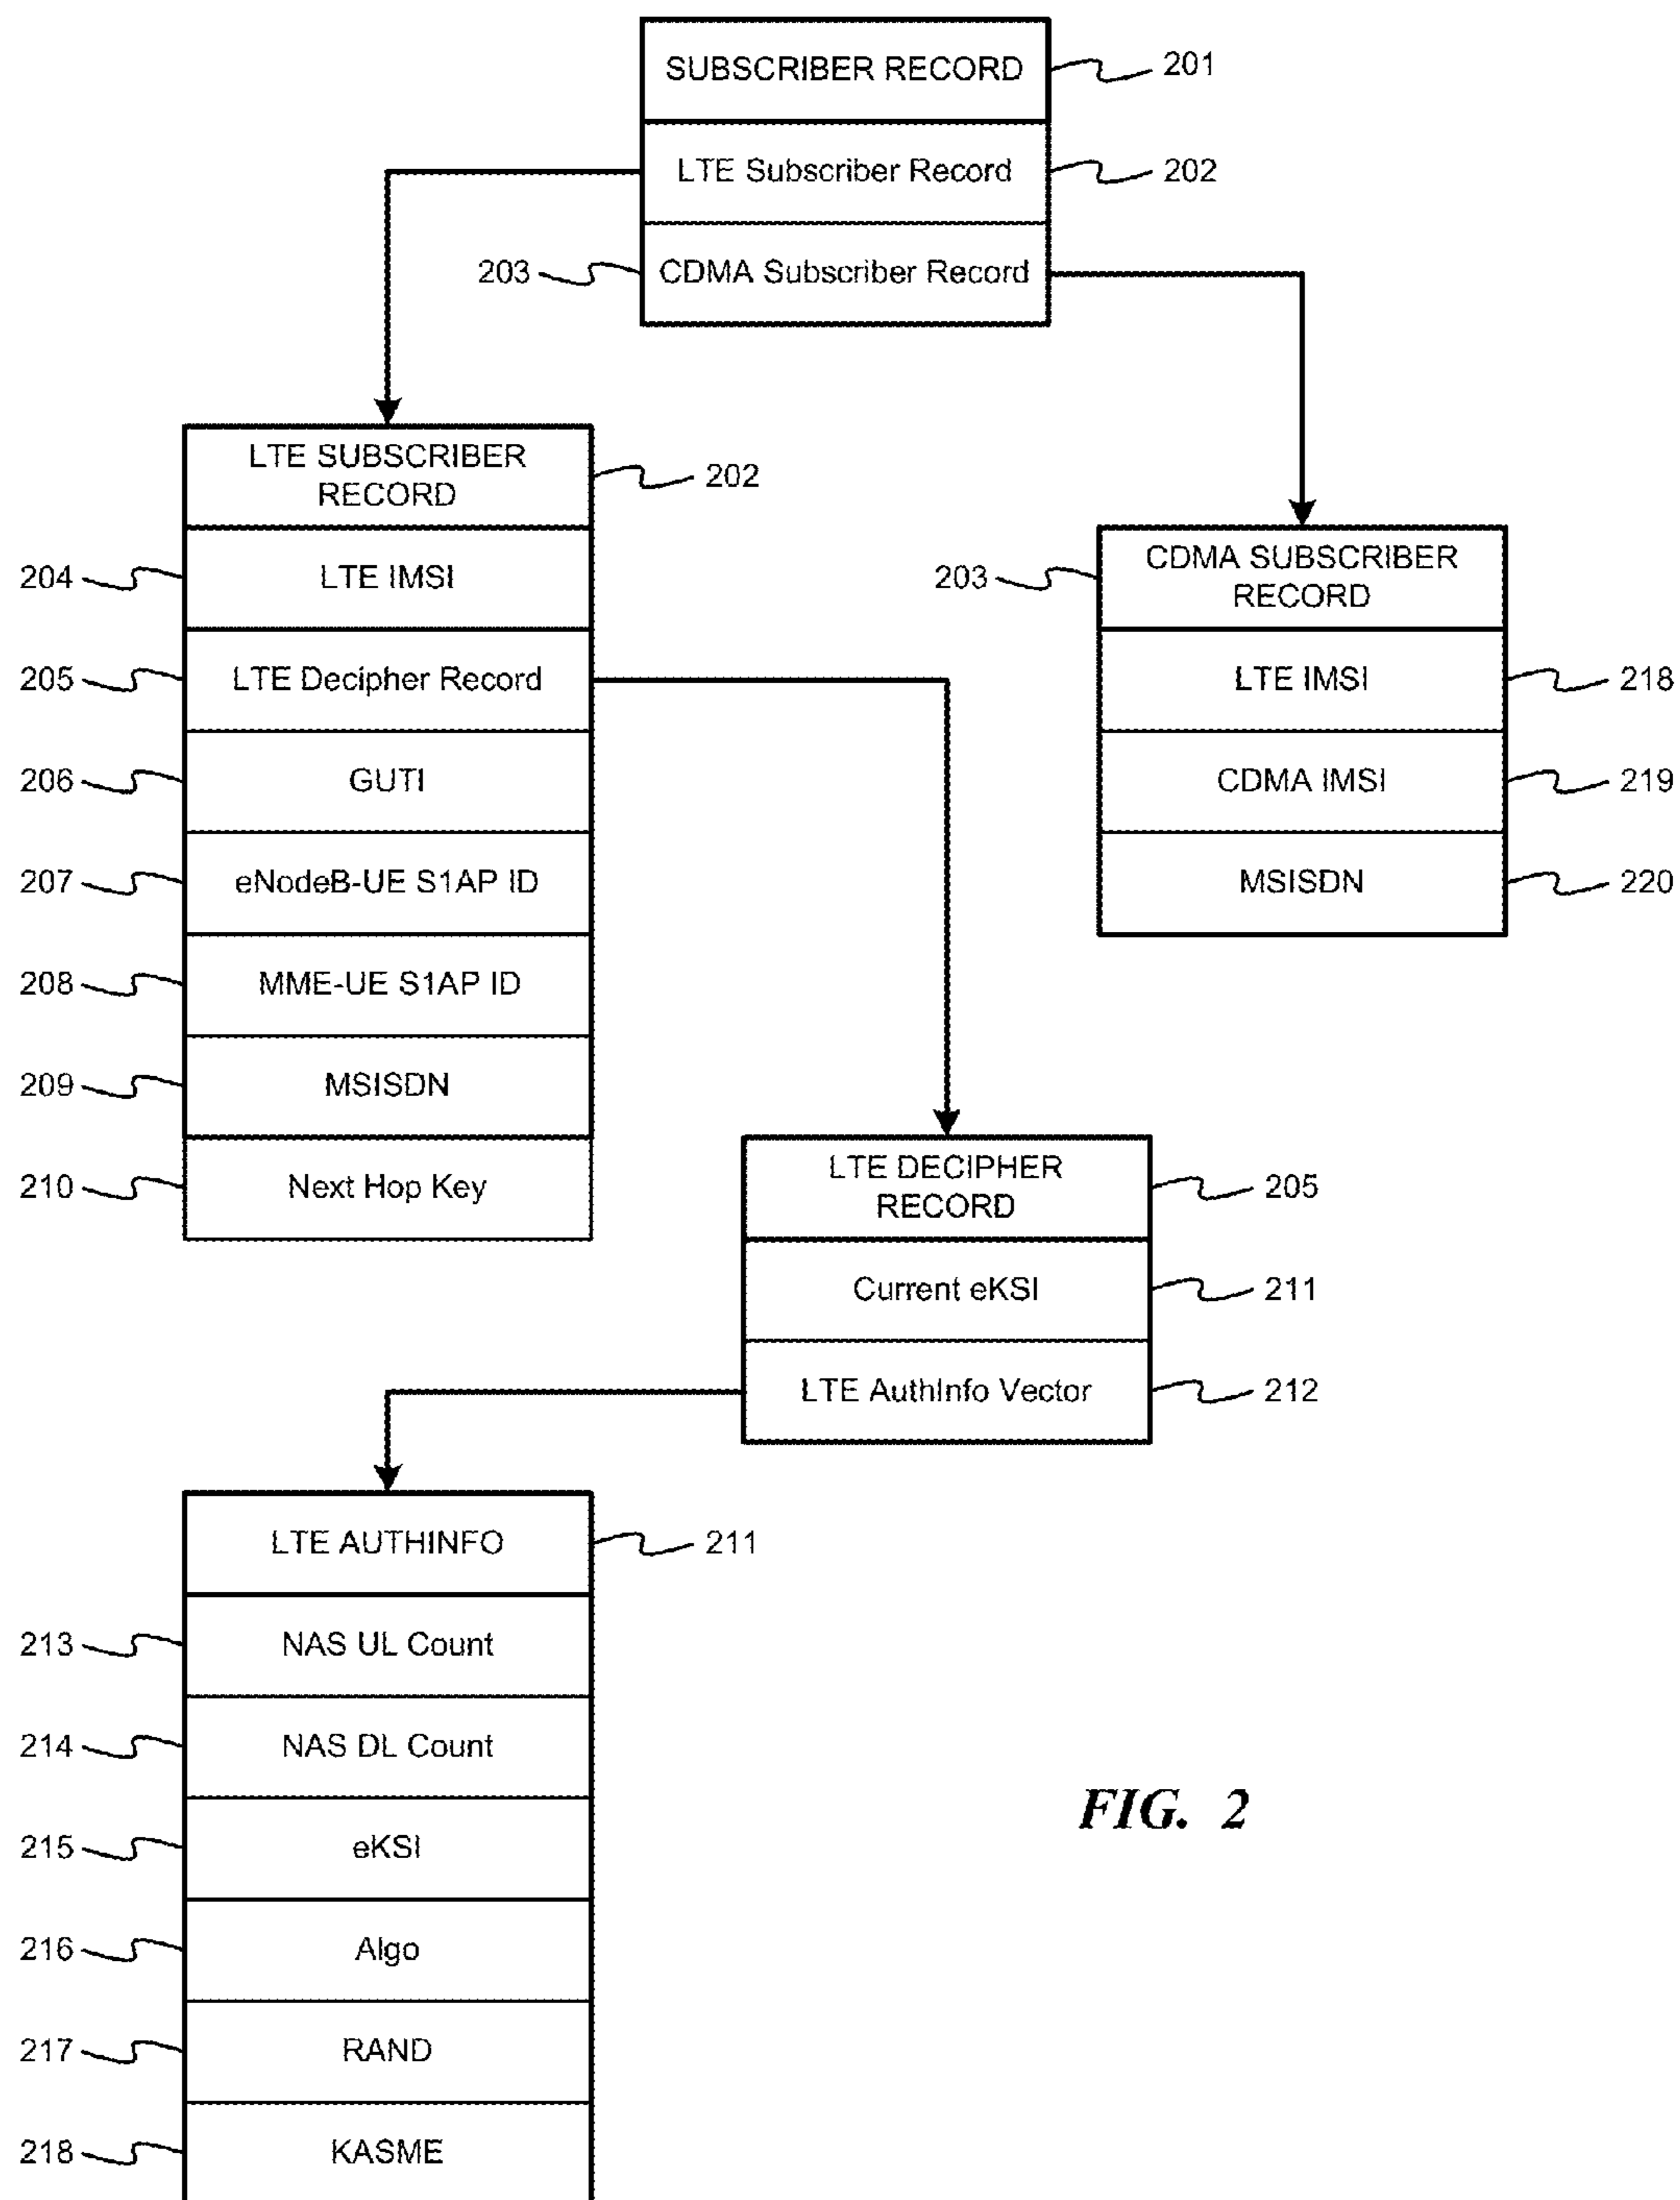 SUBSCRIBER RECORD 201
LTE Subscriber Record 202
203 CDMA Subscriber Record
LTE SUBSCRIBER
RECORD
202
204 LTE IMSI
205 LTE Decipher Record
206 GUTI
207 eNodeB-UE S1AP ID
208 MME-UE S1AP ID
209 MSISDN
210 Next Hop Key
203
CDMA SUBSCRIBER
RECORD
LTE IMSI 218
CDMA IMSI 219
MSISDN 220
LTE DECIPHER
RECORD
205
Current eKSI 211
LTE AuthInfo Vector 212
LTE AUTHINFO 211
213 NAS UL Count
214 NAS DL Count
215 eKSI
216 Algo
217 RAND
218 KASME
FIG. 2